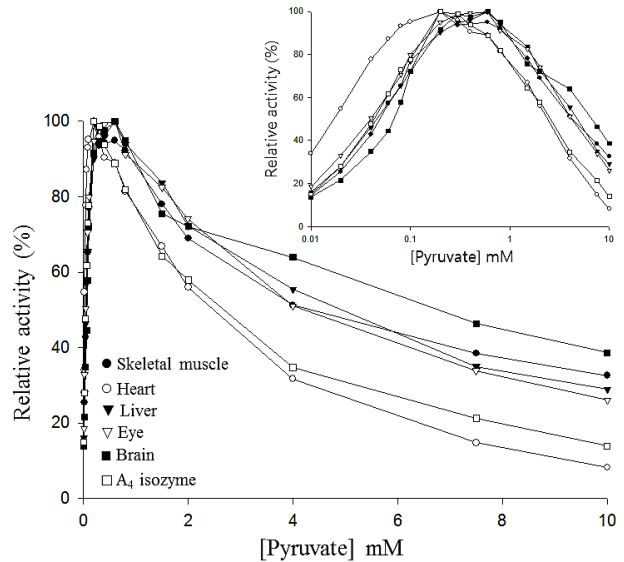 100
80
60
40
20
0
Relative activity (%)
0
2
4
6
8
10
[Pyruvate] mM
Skeletal muscle
Heart
Liver
Eye
Brain
A₄ isozyme
100
80
60
40
20
0
Relative activity (%)
0.01
0.1
1
10
[Pyruvate] mM